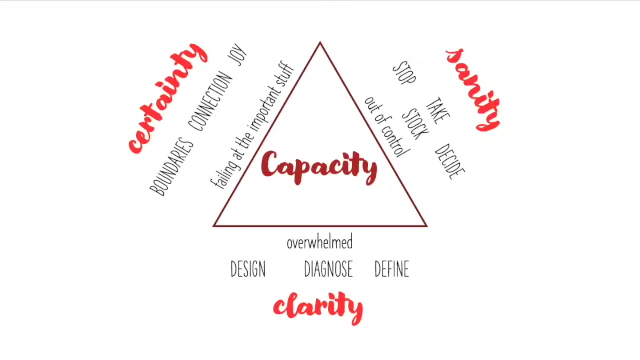 certainty
BOUNDARIES CONNECTION JOY
failing at the important stuff
sanity
STOP TAKE STOCK DECIDE
out of control
Capacity
overwhelmed
DESIGN DIAGNOSE DEFINE
clarity